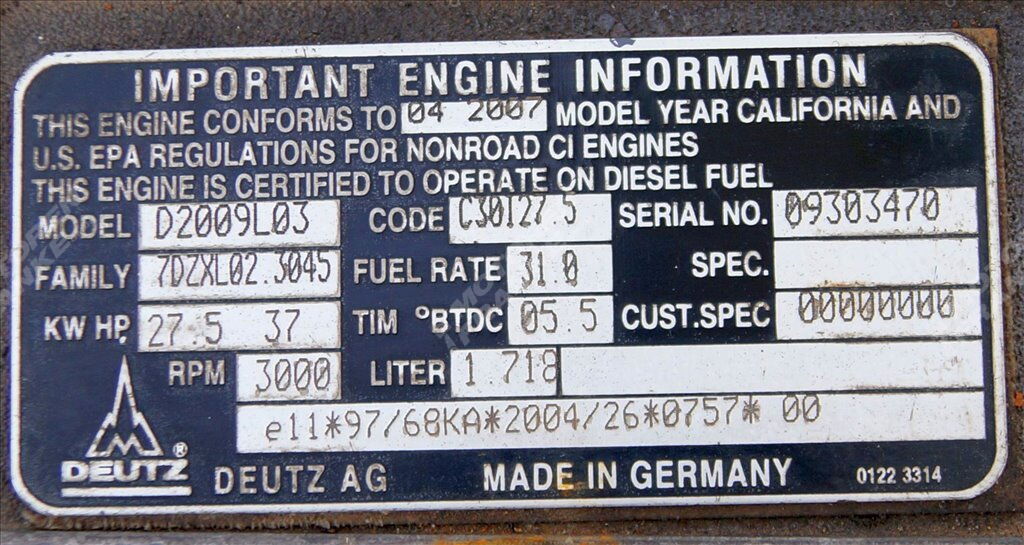 IMPORTANT ENGINE INFORMATION
THIS ENGINE CONFORMS TO 04 2007 MODEL YEAR CALIFORNIA AND
U.S. EPA REGULATIONS FOR NONROAD CI ENGINES
THIS ENGINE IS CERTIFIED TO OPERATE ON DIESEL FUEL
MODEL D2009L03 CODE C30127.5 SERIAL NO. 09303470
FAMILY 7DZXL02.3045 FUEL RATE 31.0 SPEC.
KW HP, 27.5 37 TIM °BTDC 05.5 CUST.SPEC 00000000
RPM 3000 LITER 1.718
e11*97/68KA*2004/26*0757* 00
DEUTZ® DEUTZ AG MADE IN GERMANY 0122 3314